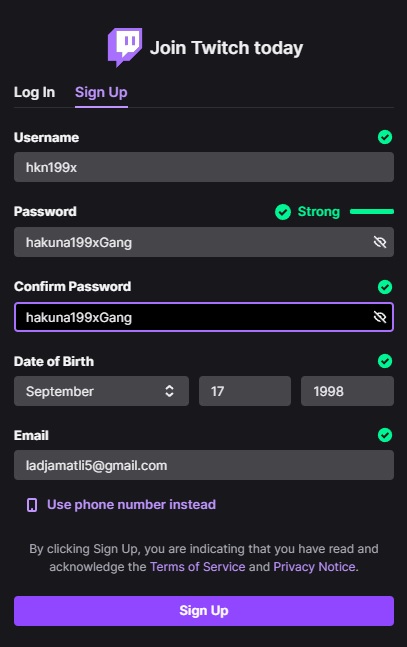 Join Twitch today
Log In Sign Up
Username
hkn199x
Password Strong
hakuna199xGang
Confirm Password
hakuna199xGang
Date of Birth
September 17 1998
Email
ladjamatli5@gmail.com
Use phone number instead
By clicking Sign Up, you are indicating that you have read and
acknowledge the Terms of Service and Privacy Notice.
Sign Up